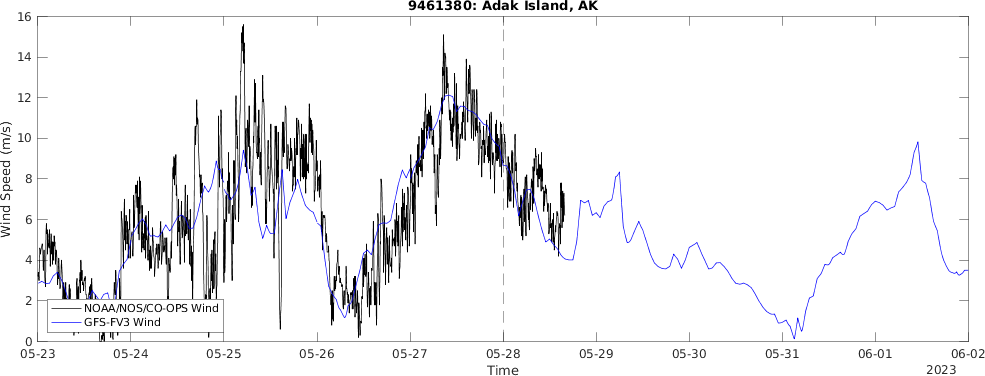 9461380: Adak Island, AK
Wind Speed (m/s)
16
14
12
10
8
6
4
2
0
NOAA/NOS/CO-OPS Wind
GFS-FV3 Wind
05-23 05-24 05-25 05-26 05-27 05-28 05-29 05-30 05-31 06-01 06-02
Time
2023